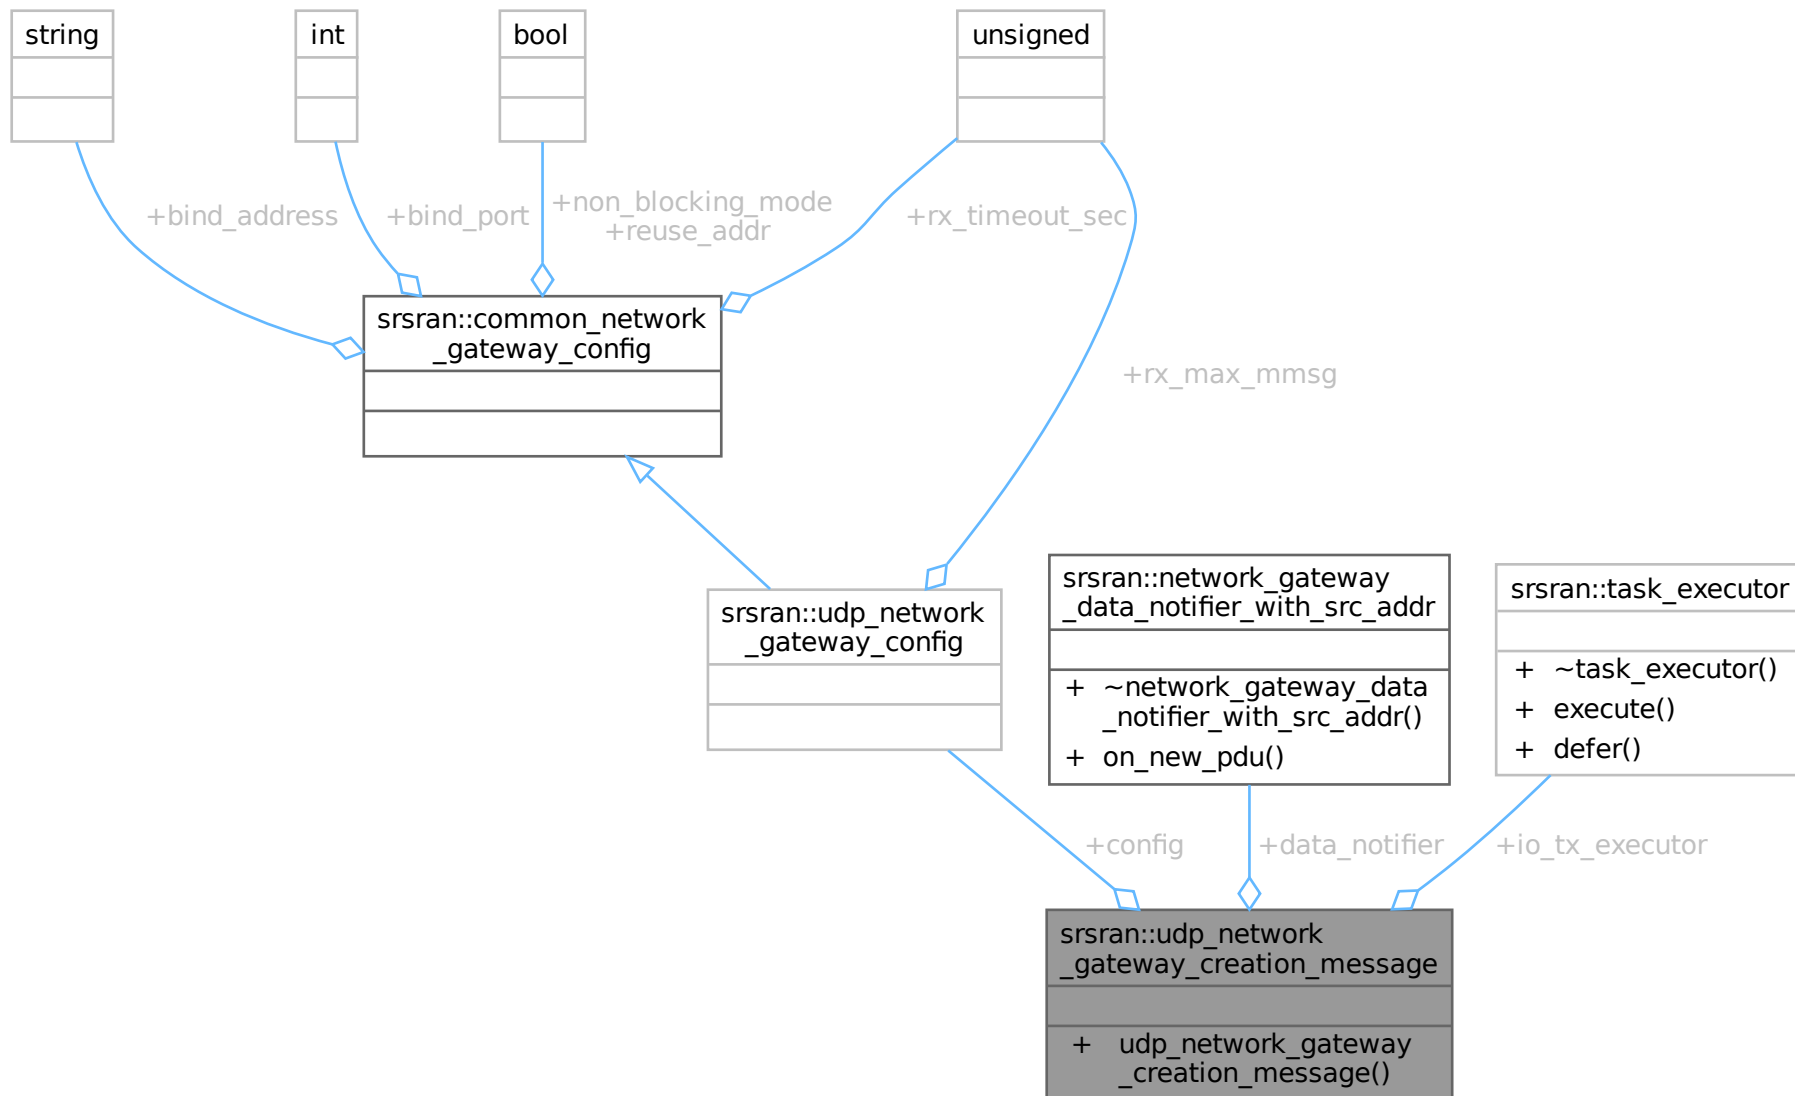 string
int
bool
unsigned
+bind_address
+bind_port
+non_blocking_mode
+reuse_addr
+rx_timeout_sec
srsran::common_network
_gateway_config
+rx_max_mmsg
srsran::udp_network
_gateway_config
srsran::network_gateway
_data_notifier_with_src_addr
+ ~network_gateway_data
_notifier_with_src_addr()
+ on_new_pdu()
srsran::task_executor
+ ~task_executor()
+ execute()
+ defer()
+config
+data_notifier
+io_tx_executor
srsran::udp_network
_gateway_creation_message
+ udp_network_gateway
_creation_message()